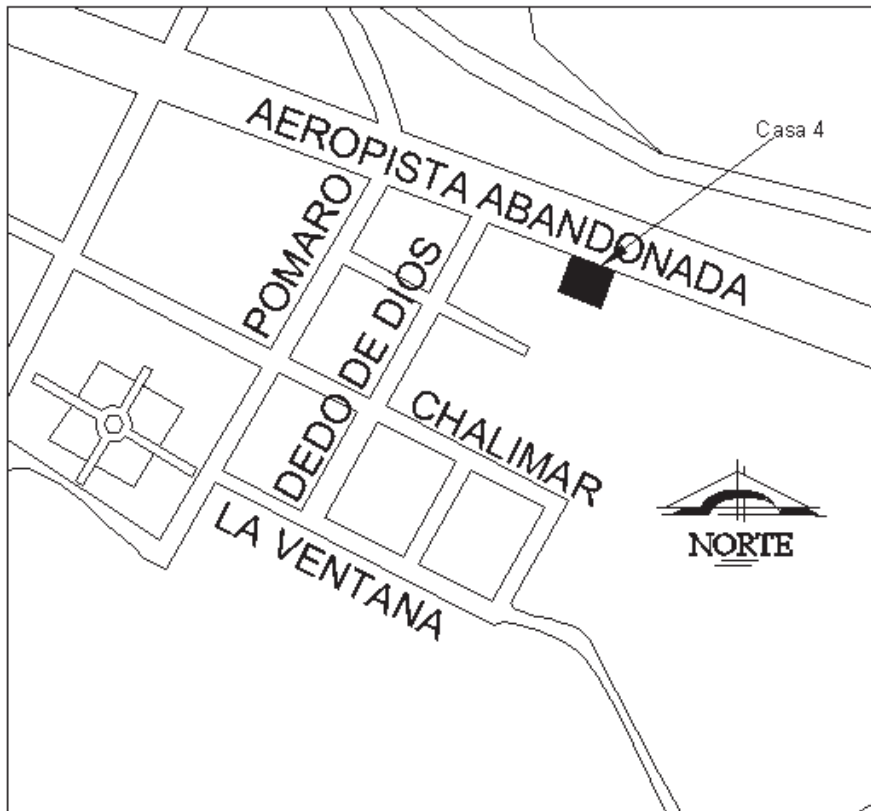 Casa 4
AEROPISTA ABANDONADA
POMARO
DEDO DE DIOS
CHALIMAR
LA VENTANA
NORTE